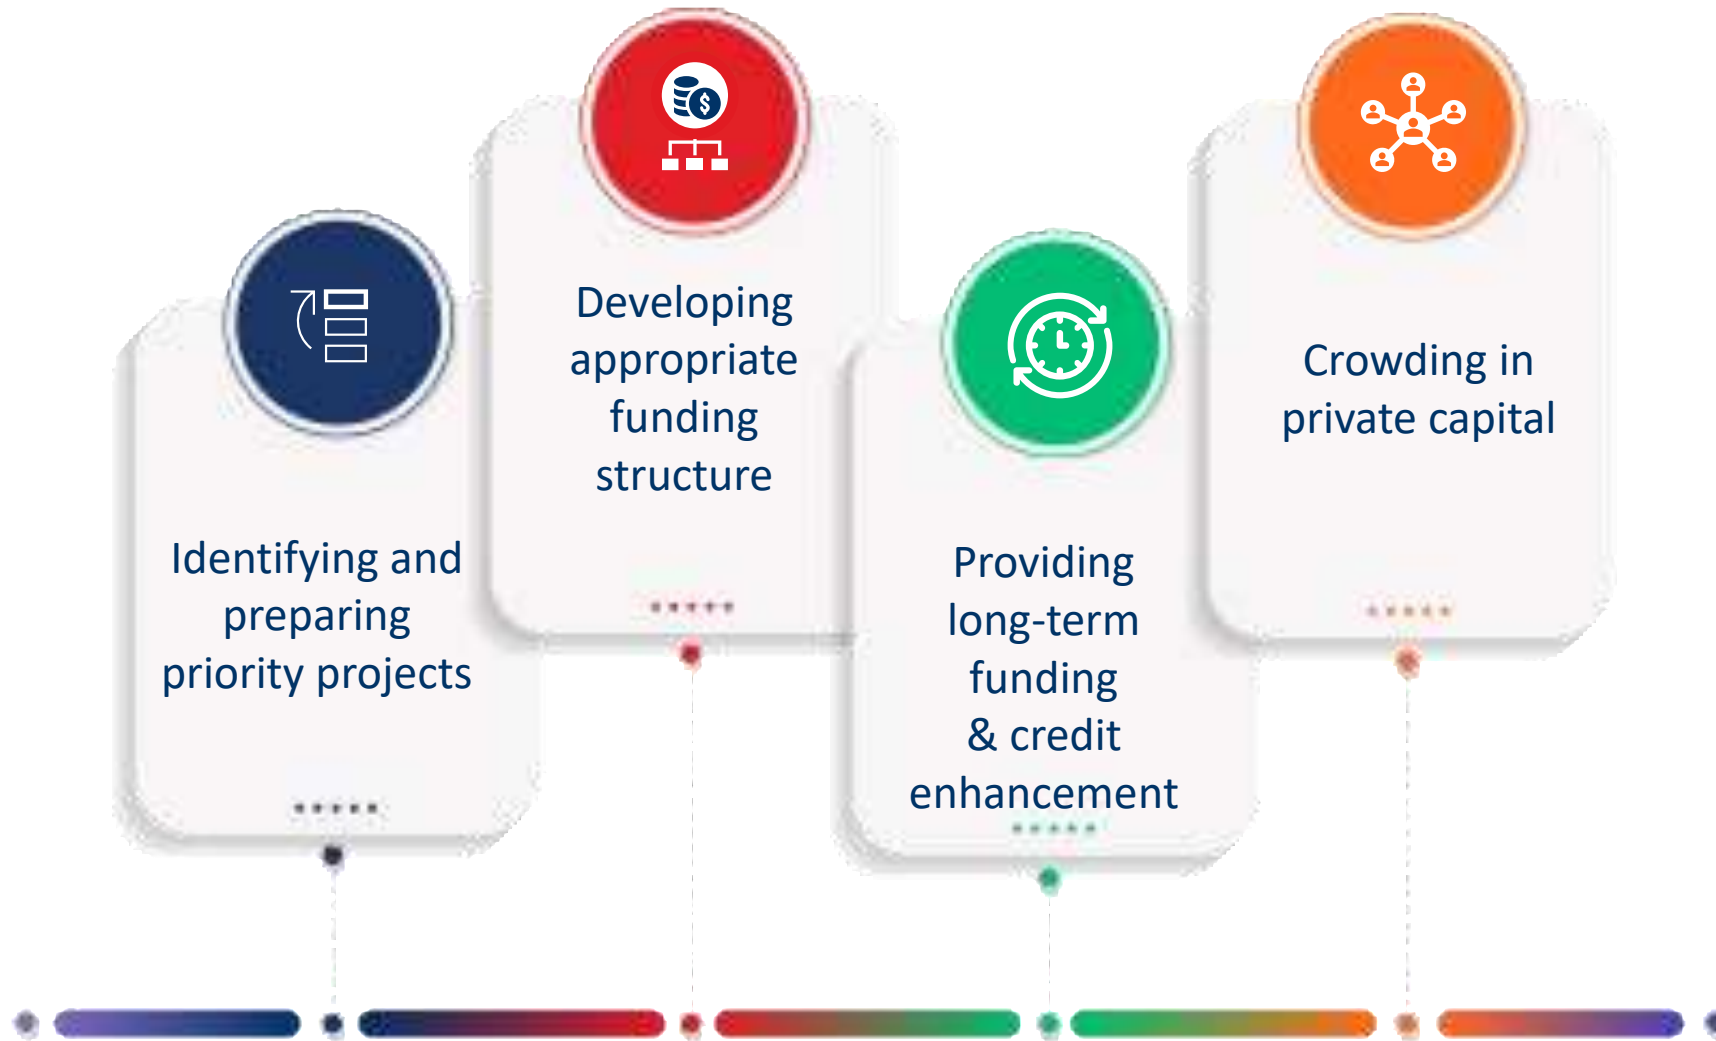 Identifying and
preparing
priority projects
Developing
appropriate
funding
structure
Providing
long-term
funding
& credit
enhancement
Crowding in
private capital